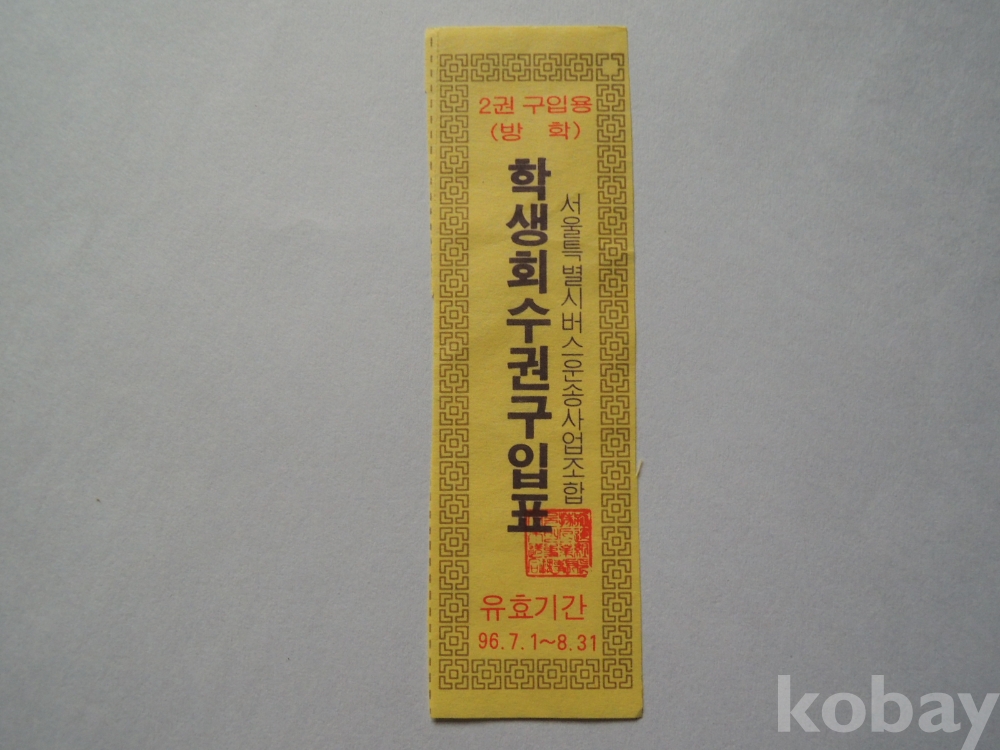 2권 구입용
(방 학)
학생회수권구입표
서울특별시버스운송사업조합
유효기간
96.7.1~8.31
kobay